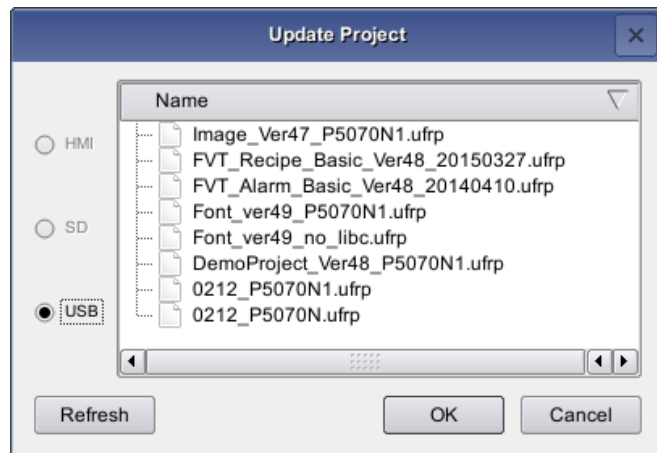 Update Project
Name
HMI
SD
USB
Image_Ver47_P5070N1.ufrp
FVT_Recipe_Basic_Ver48_20150327.ufrp
FVT_Alarm_Basic_Ver48_20140410.ufrp
Font_ver49_P5070N1.ufrp
Font_ver49_no_libc.ufrp
DemoProject_Ver48_P5070N1.ufrp
0212_P5070N1.ufrp
0212_P5070N.ufrp
Refresh
OK
Cancel